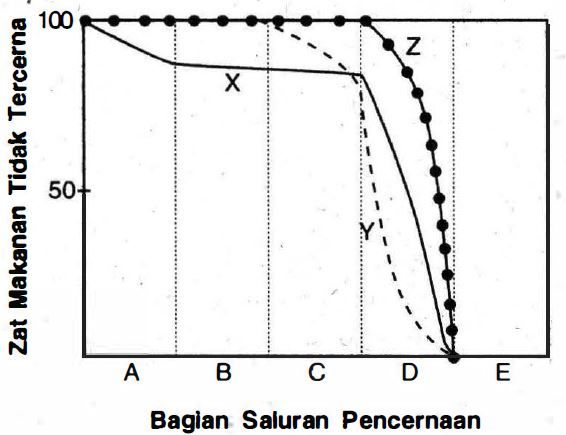 Zat Makanan Tidak Tercerna
100
50
X
Y
Z
A B C D E
Bagian Saluran Pencernaan